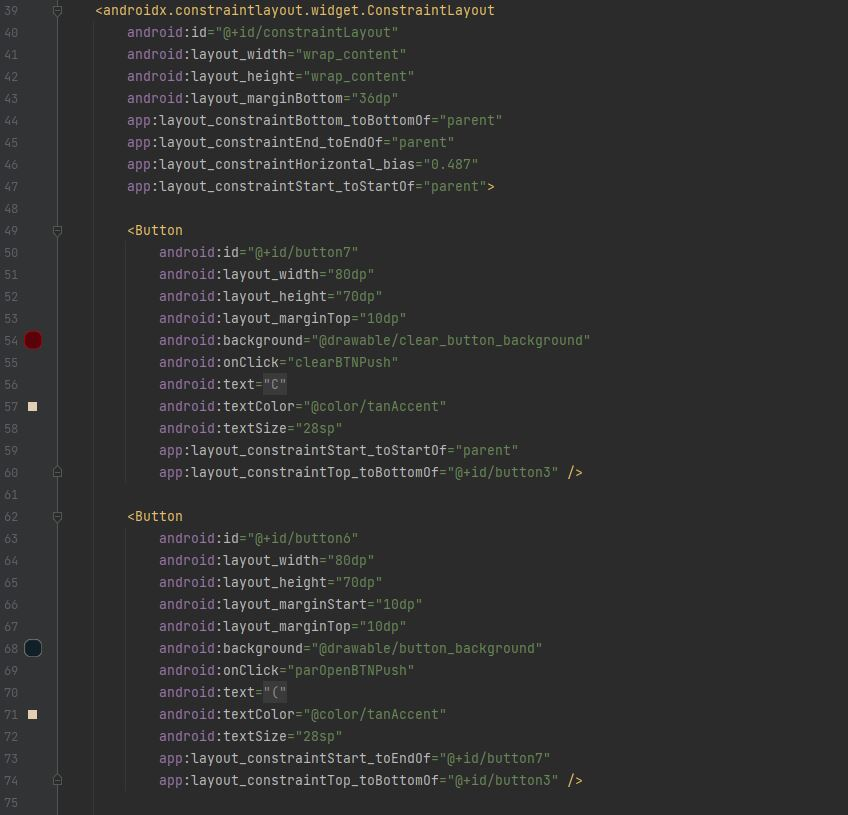 39 <androidx.constraintlayout.widget.ConstraintLayout
40 android:id="@+id/constraintLayout"
41 android:layout_width="wrap_content"
42 android:layout_height="wrap_content"
43 android:layout_marginBottom="36dp"
44 app:layout_constraintBottom_toBottomOf="parent"
45 app:layout_constraintEnd_toEndOf="parent"
46 app:layout_constraintHorizontal_bias="0.487"
47 app:layout_constraintStart_toStartOf="parent">
48
49 <Button
50 android:id="@+id/button7"
51 android:layout_width="80dp"
52 android:layout_height="70dp"
53 android:layout_marginTop="10dp"
54 android:background="@drawable/clear_button_background"
55 android:onClick="clearBTNPush"
56 android:text="C"
57 android:textColor="@color/tanAccent"
58 android:textSize="28sp"
59 app:layout_constraintStart_toStartOf="parent"
60 app:layout_constraintTop_toBottomOf="@+id/button3" />
61
62 <Button
63 android:id="@+id/button6"
64 android:layout_width="80dp"
65 android:layout_height="70dp"
66 android:layout_marginStart="10dp"
67 android:layout_marginTop="10dp"
68 android:background="@drawable/button_background"
69 android:onClick="parOpenBTNPush"
70 android:text="("
71 android:textColor="@color/tanAccent"
72 android:textSize="28sp"
73 app:layout_constraintStart_toEndOf="@+id/button7"
74 app:layout_constraintTop_toBottomOf="@+id/button3" />
75